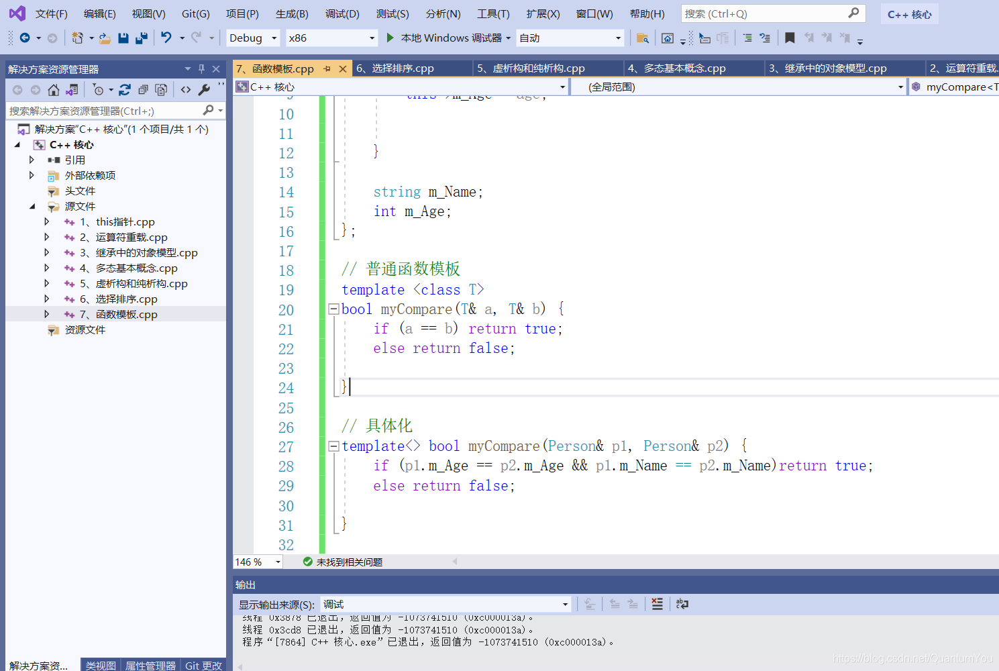 文件(F) 编辑(E) 视图(V) Git(G) 项目(P) 生成(B) 调试(D) 测试(S) 分析(N) 工具(T) 扩展(X) 窗口(W) 帮助(H) 搜索 (Ctrl+Q) C++ 核心
Debug x86 本地 Windows 调试器 自动
解决方案资源管理器
搜索解决方案资源管理器(Ctrl+;)
解决方案“C++ 核心”(1 个项目/共 1 个)
C++ 核心
引用
外部依赖项
头文件
源文件
1、this指针.cpp
2、运算符重载.cpp
3、继承中的对象模型.cpp
4、多态基本概念.cpp
5、虚析构和纯析构.cpp
6、选择排序.cpp
7、函数模板.cpp
资源文件
解决方案资... 类视图 属性管理器 Git 更改
7、函数模板.cpp 6、选择排序.cpp 5、虚析构和纯析构.cpp 4、多态基本概念.cpp 3、继承中的对象模型.cpp 2、运算符重载.
C++ 核心 (全局范围) myCompare<T
9 this->m_Age = age;
10
11
12 }
13
14 string m_Name;
15 int m_Age;
16 };
17
18 // 普通函数模板
19 template <class T>
20 bool myCompare(T& a, T& b) {
21 if (a == b) return true;
22 else return false;
23
24 }
25
26 // 具体化
27 template<> bool myCompare(Person& p1, Person& p2) {
28 if (p1.m_Age == p2.m_Age && p1.m_Name == p2.m_Name)return true;
29 else return false;
30
31 }
32
146 % 未找到相关问题
输出
显示输出来源(S): 调试
线程 0x3878 已退出，返回值为 -1073741510 (0xc000013a)。
线程 0x3cd8 已退出，返回值为 -1073741510 (0xc000013a)。
程序“[7864] C++ 核心.exe”已退出，返回值为 -1073741510 (0xc000013a)。
https://blog.csdn.net/QuantumYou